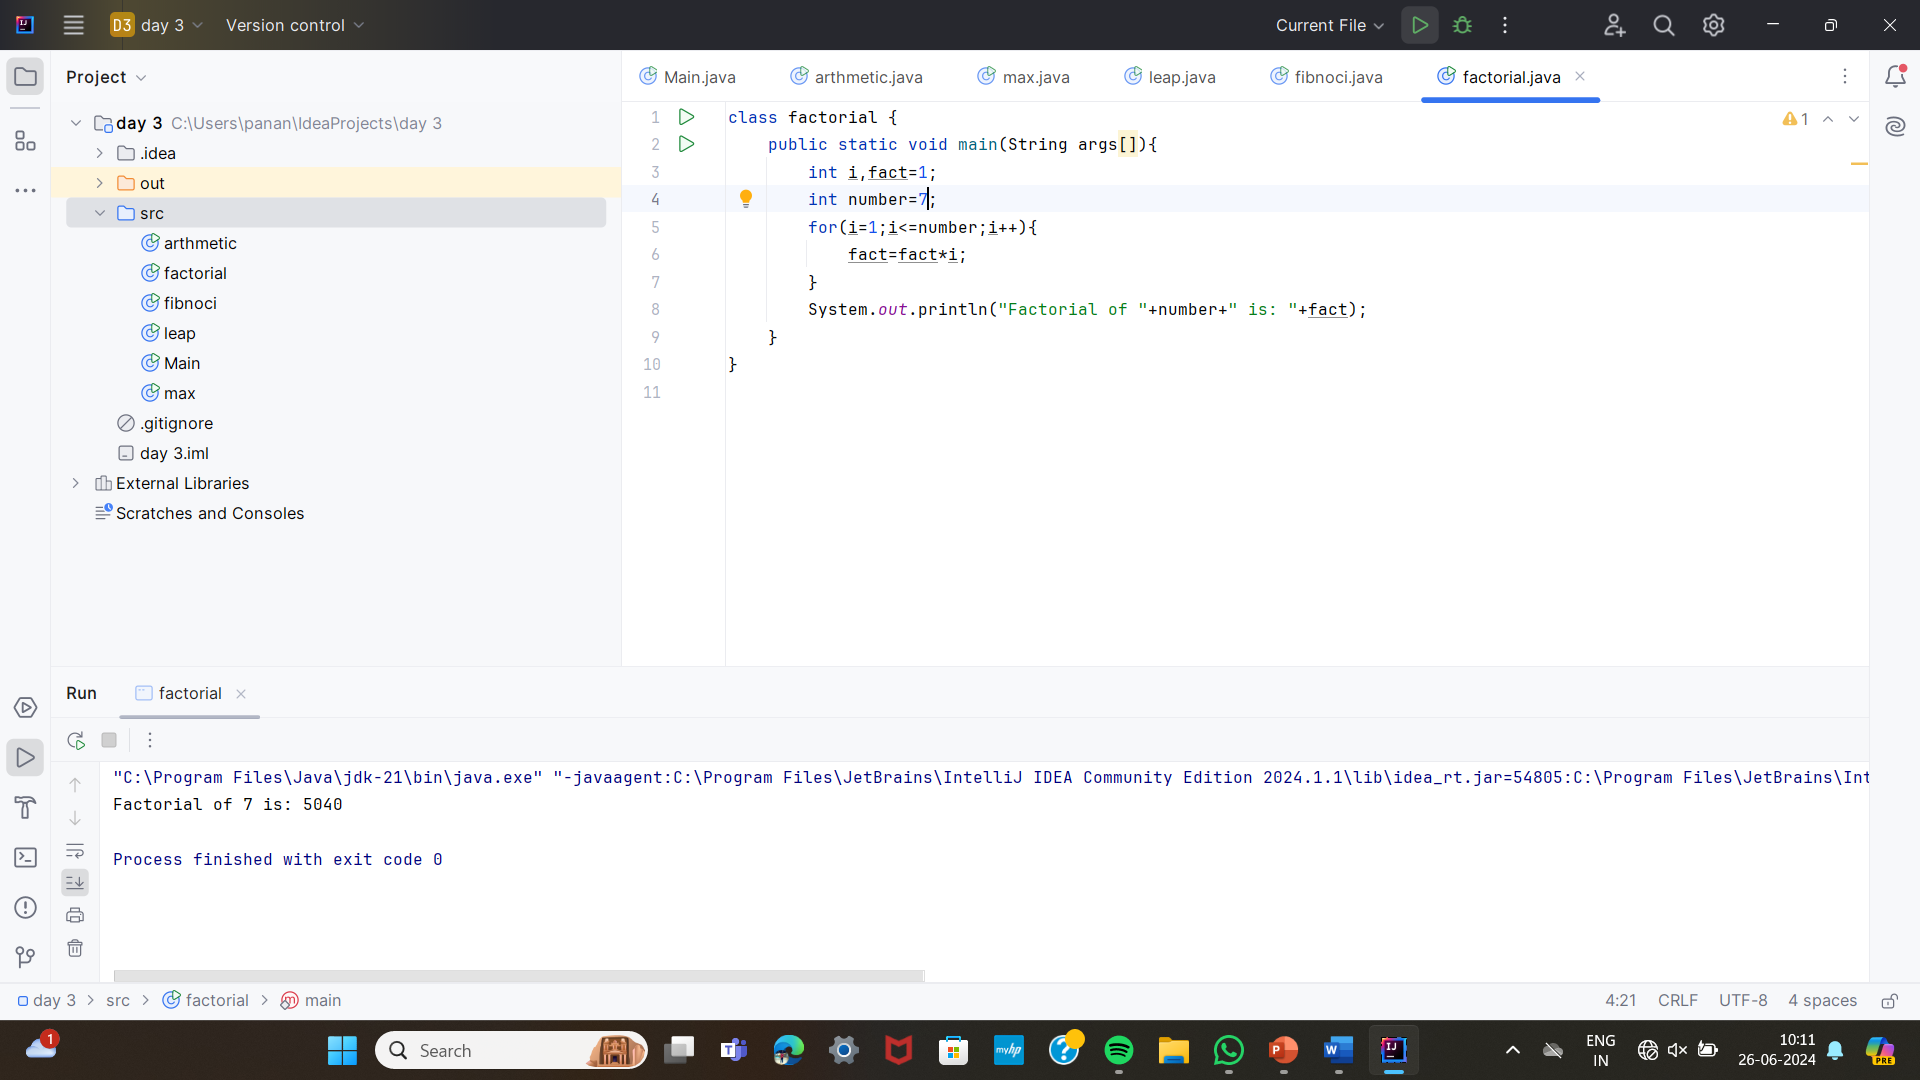 D3 day 3 Version control Current File
Project Main.java arthmetic.java max.java leap.java fibnoci.java factorial.java
day 3 C:\Users\panan\IdeaProjects\day 3
.idea
out
src
arthmetic
factorial
fibnoci
leap
Main
max
.gitignore
day 3.iml
External Libraries
Scratches and Consoles
1 class factorial {
2 public static void main(String args[]){
3 int i,fact=1;
4 int number=7;
5 for(i=1;i<=number;i++){
6 fact=fact*i;
7 }
8 System.out.println("Factorial of "+number+" is: "+fact);
9 }
10 }
11
1
Run factorial
"C:\Program Files\Java\jdk-21\bin\java.exe" "-javaagent:C:\Program Files\JetBrains\IntelliJ IDEA Community Edition 2024.1.1\lib\idea_rt.jar=54805:C:\Program Files\JetBrains\Int
Factorial of 7 is: 5040
Process finished with exit code 0
day 3 src factorial main 4:21 CRLF UTF-8 4 spaces
1 Search ENG 10:11
IN 26-06-2024